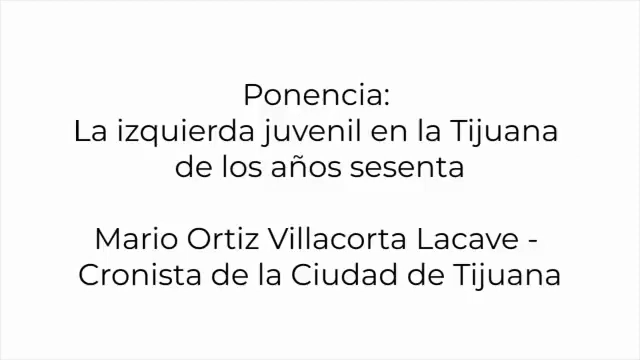 Ponencia:
La izquierda juvenil en la Tijuana
de los años sesenta
Mario Ortiz Villacorta Lacave -
Cronista de la Ciudad de Tijuana